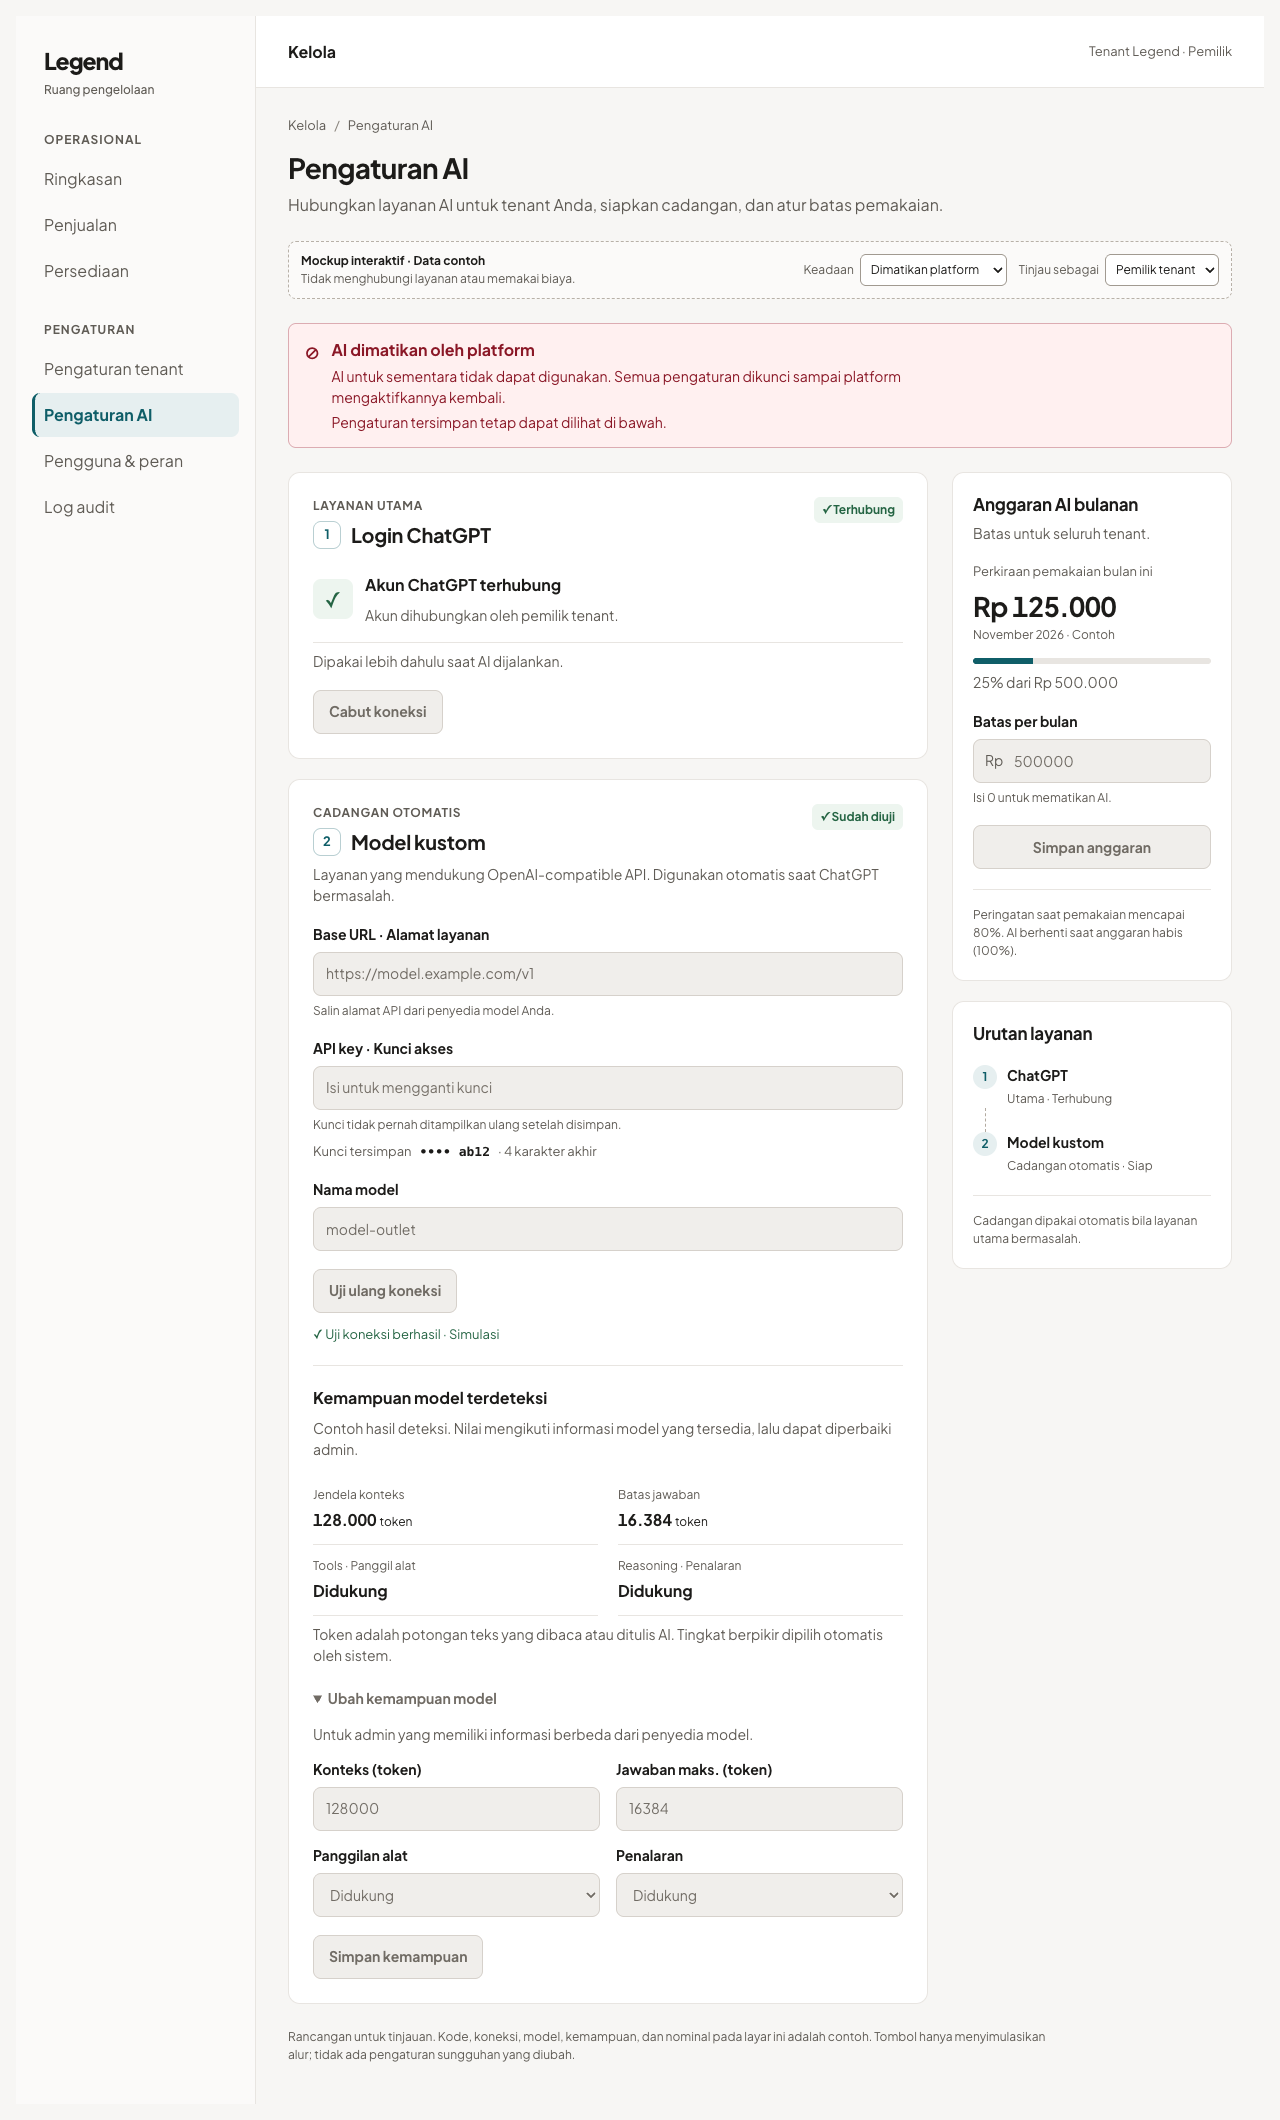 Legend
Ruang pengelolaan
OPERASIONAL
Ringkasan
Penjualan
Persediaan
PENGATURAN
Pengaturan tenant
Pengaturan AI
Pengguna & peran
Log audit
Kelola
Tenant Legend · Pemilik
Kelola / Pengaturan AI
Pengaturan AI
Hubungkan layanan AI untuk tenant Anda, siapkan cadangan, dan atur batas pemakaian.
Mockup interaktif · Data contoh
Tidak menghubungi layanan atau memakai biaya.
Keadaan Dimatikan platform Tinjau sebagai Pemilik tenant
AI dimatikan oleh platform
AI untuk sementara tidak dapat digunakan. Semua pengaturan dikunci sampai platform
mengaktifkannya kembali.
Pengaturan tersimpan tetap dapat dilihat di bawah.
LAYANAN UTAMA
✓Terhubung
1 Login ChatGPT
✓
Akun ChatGPT terhubung
Akun dihubungkan oleh pemilik tenant.
Dipakai lebih dahulu saat AI dijalankan.
Cabut koneksi
CADANGAN OTOMATIS
✓Sudah diuji
2 Model kustom
Layanan yang mendukung OpenAI-compatible API. Digunakan otomatis saat ChatGPT
bermasalah.
Base URL · Alamat layanan
https://model.example.com/v1
Salin alamat API dari penyedia model Anda.
API key · Kunci akses
Isi untuk mengganti kunci
Kunci tidak pernah ditampilkan ulang setelah disimpan.
Kunci tersimpan •••• ab12 · 4 karakter akhir
Nama model
model-outlet
Uji ulang koneksi
✓ Uji koneksi berhasil · Simulasi
Kemampuan model terdeteksi
Contoh hasil deteksi. Nilai mengikuti informasi model yang tersedia, lalu dapat diperbaiki
admin.
Jendela konteks
128.000 token
Batas jawaban
16.384 token
Tools · Panggil alat
Didukung
Reasoning · Penalaran
Didukung
Token adalah potongan teks yang dibaca atau ditulis AI. Tingkat berpikir dipilih otomatis
oleh sistem.
▼ Ubah kemampuan model
Untuk admin yang memiliki informasi berbeda dari penyedia model.
Konteks (token)
128000
Jawaban maks. (token)
16384
Panggilan alat
Didukung
Penalaran
Didukung
Simpan kemampuan
Anggaran AI bulanan
Batas untuk seluruh tenant.
Perkiraan pemakaian bulan ini
Rp 125.000
November 2026 · Contoh
25% dari Rp 500.000
Batas per bulan
Rp 500000
Isi 0 untuk mematikan AI.
Simpan anggaran
Peringatan saat pemakaian mencapai
80%. AI berhenti saat anggaran habis
(100%).
Urutan layanan
1 ChatGPT
Utama · Terhubung
2 Model kustom
Cadangan otomatis · Siap
Cadangan dipakai otomatis bila layanan
utama bermasalah.
Rancangan untuk tinjauan. Kode, koneksi, model, kemampuan, dan nominal pada layar ini adalah contoh. Tombol hanya menyimulasikan
alur; tidak ada pengaturan sungguhan yang diubah.